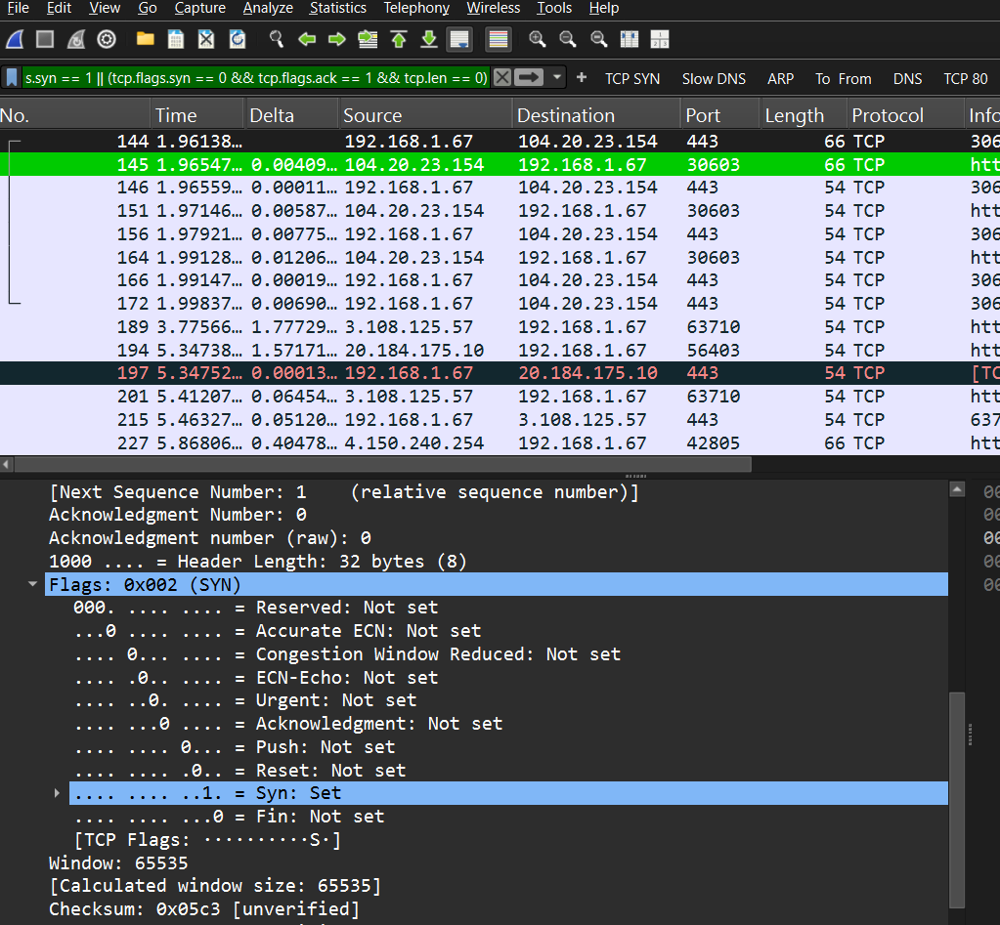 File Edit View Go Capture Analyze Statistics Telephony Wireless Tools Help
s.syn == 1 || (tcp.flags.syn == 0 && tcp.flags.ack == 1 && tcp.len == 0) + TCP SYN Slow DNS ARP To From DNS TCP 80
No. Time Delta Source Destination Port Length Protocol Info
144 1.96138… 192.168.1.67 104.20.23.154 443 66 TCP 306
145 1.96547… 0.00409… 104.20.23.154 192.168.1.67 30603 66 TCP htt
146 1.96559… 0.00011… 192.168.1.67 104.20.23.154 443 54 TCP 306
151 1.97146… 0.00587… 104.20.23.154 192.168.1.67 30603 54 TCP htt
156 1.97921… 0.00775… 192.168.1.67 104.20.23.154 443 54 TCP 306
164 1.99128… 0.01206… 104.20.23.154 192.168.1.67 30603 54 TCP htt
166 1.99147… 0.00019… 192.168.1.67 104.20.23.154 443 54 TCP 306
172 1.99837… 0.00690… 192.168.1.67 104.20.23.154 443 54 TCP 306
189 3.77566… 1.77729… 3.108.125.57 192.168.1.67 63710 54 TCP htt
194 5.34738… 1.57171… 20.184.175.10 192.168.1.67 56403 54 TCP htt
197 5.34752… 0.00013… 192.168.1.67 20.184.175.10 443 54 TCP [TC
201 5.41207… 0.06454… 3.108.125.57 192.168.1.67 63710 54 TCP htt
215 5.46327… 0.05120… 192.168.1.67 3.108.125.57 443 54 TCP 637
227 5.86806… 0.40478… 4.150.240.254 192.168.1.67 42805 66 TCP htt
[Next Sequence Number: 1    (relative sequence number)]
Acknowledgment Number: 0
Acknowledgment number (raw): 0
1000 .... = Header Length: 32 bytes (8)
Flags: 0x002 (SYN)
000. .... .... = Reserved: Not set
...0 .... .... = Accurate ECN: Not set
.... 0... .... = Congestion Window Reduced: Not set
.... .0.. .... = ECN-Echo: Not set
.... ..0. .... = Urgent: Not set
.... ...0 .... = Acknowledgment: Not set
.... .... 0... = Push: Not set
.... .... .0.. = Reset: Not set
.... .... ..1. = Syn: Set
.... .... ...0 = Fin: Not set
[TCP Flags: ··········S·]
Window: 65535
[Calculated window size: 65535]
Checksum: 0x05c3 [unverified]